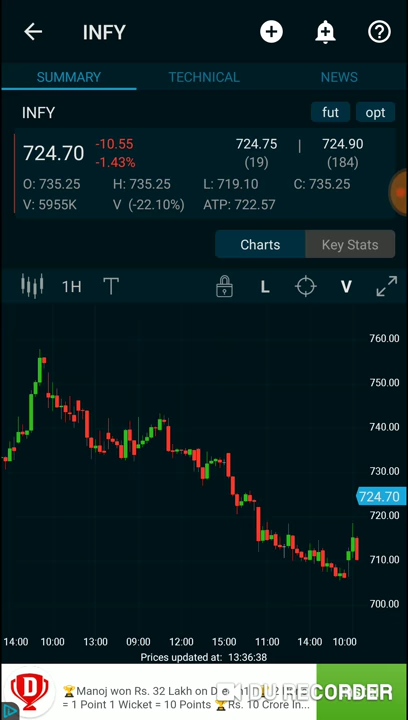 INFY
SUMMARY TECHNICAL NEWS
INFY fut opt
724.70 -10.55 -1.43% 724.75 (19) | 724.90 (184)
O: 735.25 H: 735.25 L: 719.10 C: 735.25
V: 5955K V (-22.10%) ATP: 722.57
Charts Key Stats
1H T L V
760.00
750.00
740.00
730.00
724.70
720.00
710.00
700.00
14:00 10:00 13:00 09:00 12:00 15:00 11:00 14:00 10:00
Prices updated at: 13:36:38
Manoj won Rs. 32 Lakh on
DU RECORDER
= 1 Point 1 Wicket = 10 Points Rs. 10 Crore In...